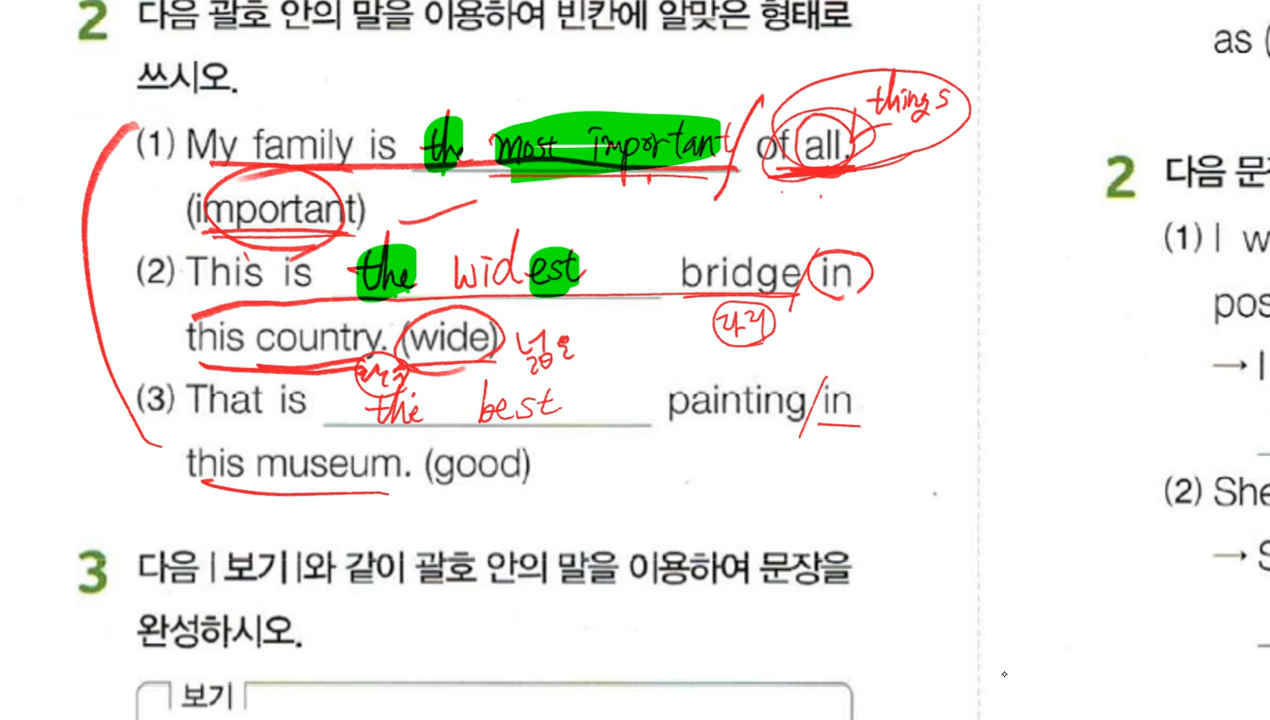 2 다음 괄호 안의 말을 이용하여 빈칸에 알맞은 형태로
쓰시오.
things
(1) My family is the most important of all.
(important)
(2) This is the widest bridge in
다리
this country. (wide) 넓은
(3) That is the best painting in
this museum. (good)
3 다음 |보기|와 같이 괄호 안의 말을 이용하여 문장을
완성하시오.
보기
as (
2 다음 문
(1) I w
pos
→ I
(2) She
→ S